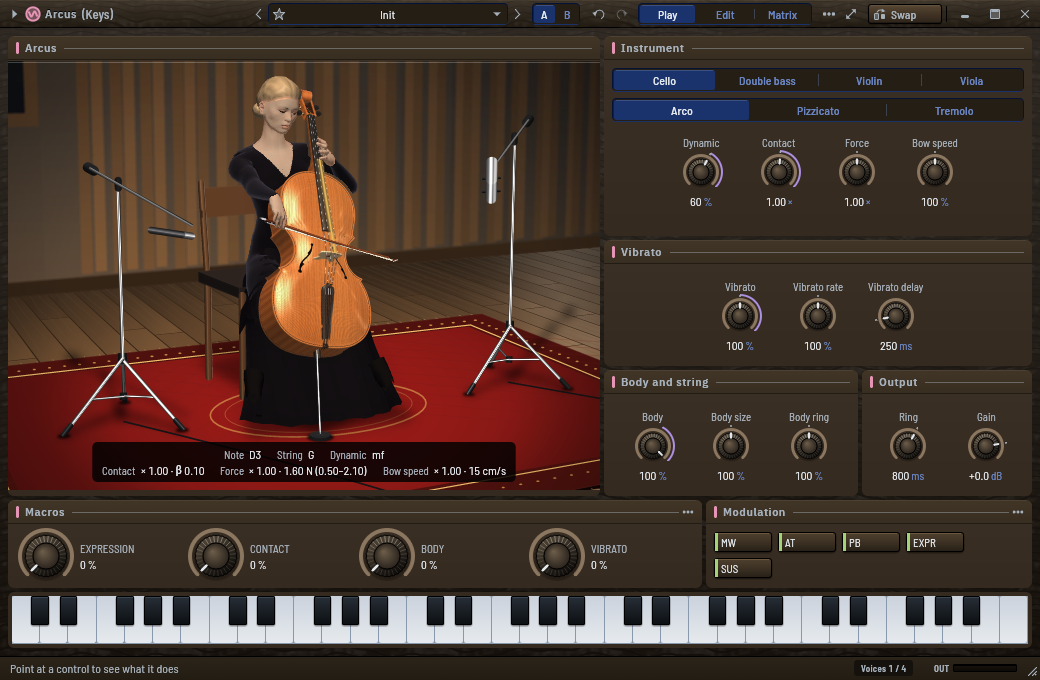 Arcus (Keys)
Init
A B
Play Edit Matrix
Swap
Arcus
Instrument
Cello Double bass Violin Viola
Arco Pizzicato Tremolo
Dynamic Contact Force Bow speed
60 % 1.00 × 1.00 × 100 %
Vibrato
Vibrato Vibrato rate Vibrato delay
100 % 100 % 250 ms
Body and string
Body Body size Body ring
100 % 100 % 100 %
Output
Ring Gain
800 ms +0.0 dB
Note D3 String G Dynamic mf
Contact × 1.00 · β 0.10 Force × 1.00 · 1.60 N (0.50–2.10) Bow speed × 1.00 · 15 cm/s
Macros
EXPRESSION
0 %
CONTACT
0 %
BODY
0 %
VIBRATO
0 %
Modulation
MW AT PB EXPR
SUS
Point at a control to see what it does
Voices 1 / 4
OUT